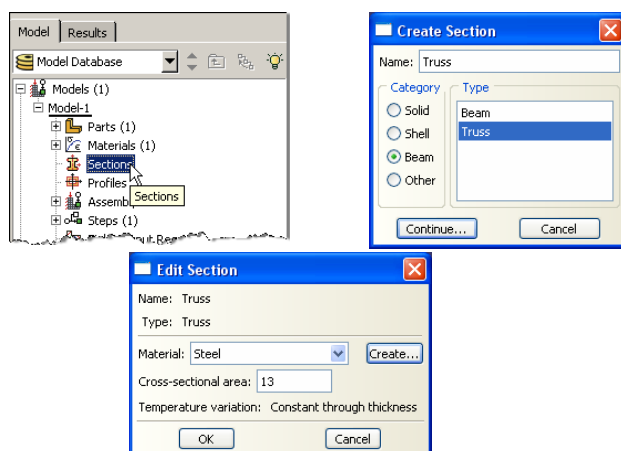 Model Results
Model Database
Models (1)
Model-1
Parts (1)
Materials (1)
Sections
Profiles
Sections
Assemb
Steps (1)
Create Section
Name: Truss
Category
Solid
Shell
Beam
Other
Type
Beam
Truss
Continue... Cancel
Edit Section
Name: Truss
Type: Truss
Material: Steel Create...
Cross-sectional area: 13
Temperature variation: Constant through thickness
OK Cancel